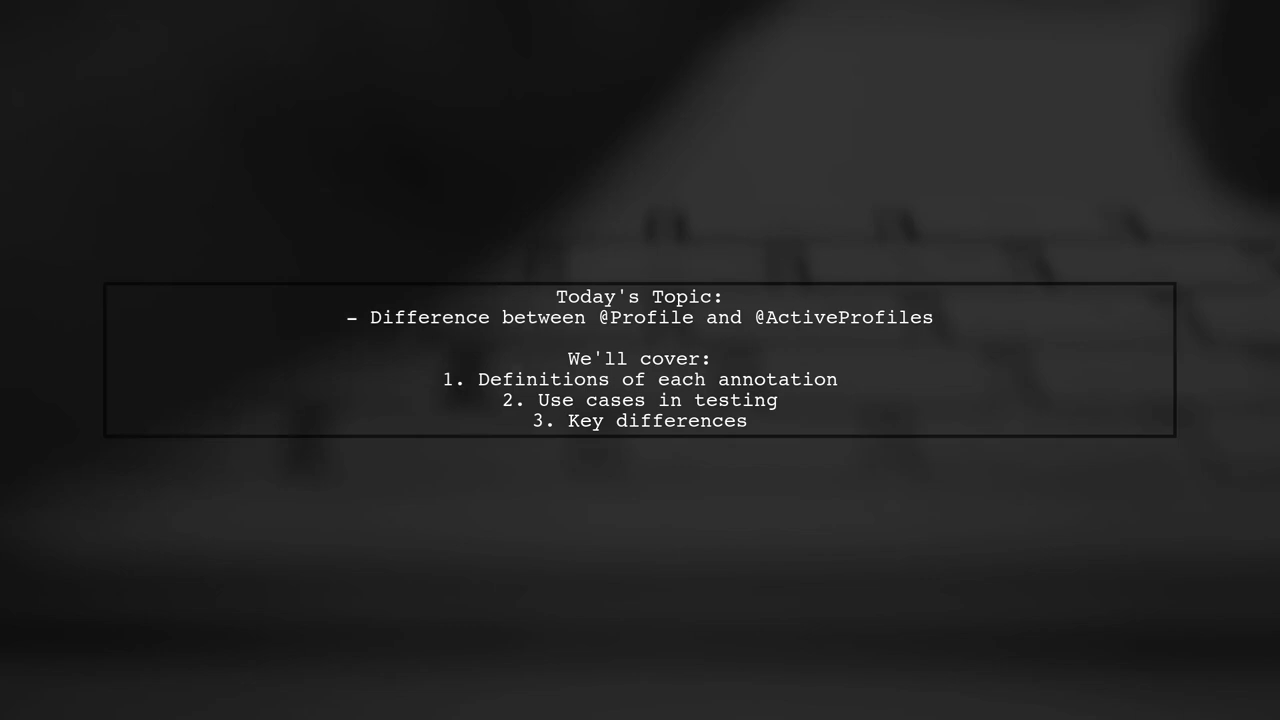 Today's Topic:
– Difference between @Profile and @ActiveProfiles
We'll cover:
1. Definitions of each annotation
2. Use cases in testing
3. Key differences